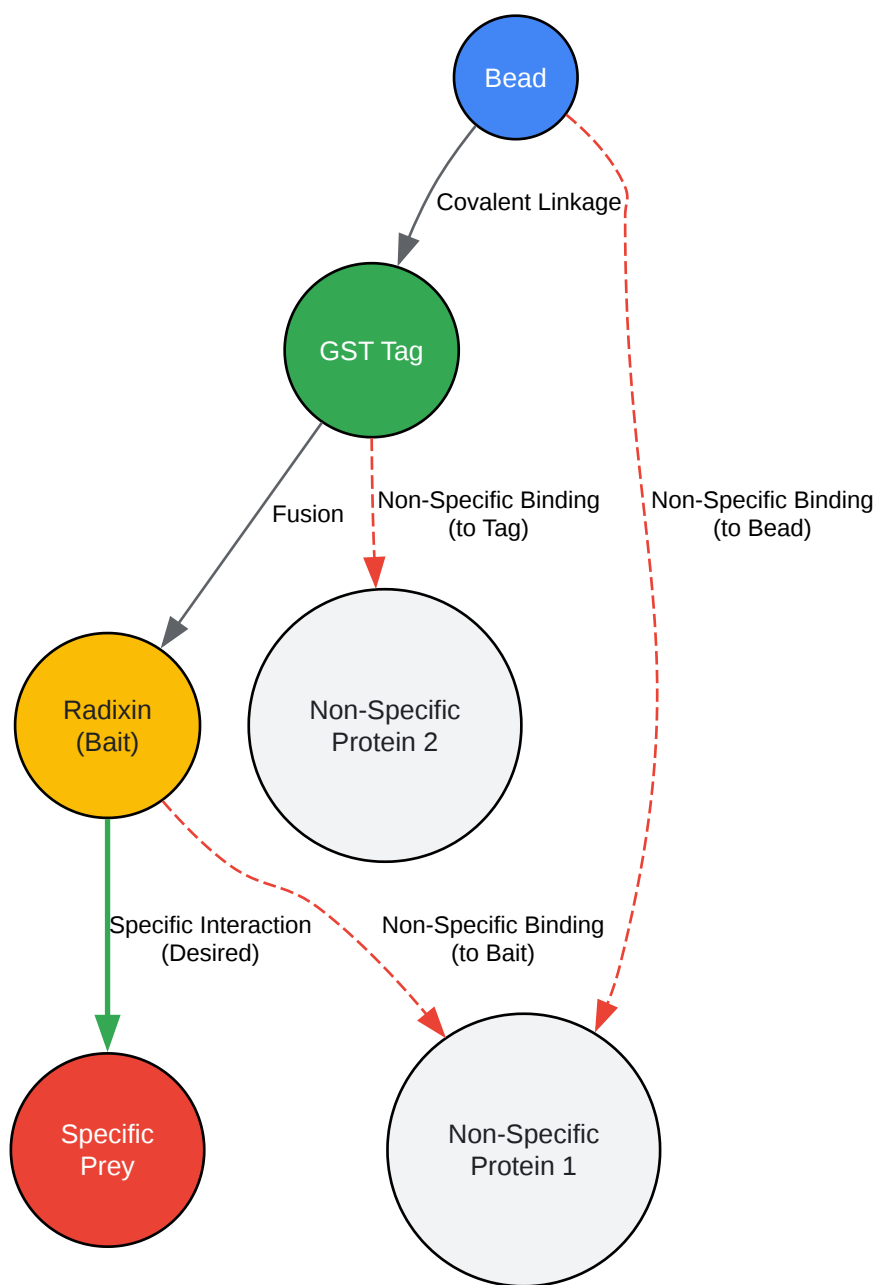 Bead
Covalent Linkage
GST Tag
Fusion
Non-Specific Binding
(to Tag)
Non-Specific Binding
(to Bead)
Radixin
(Bait)
Non-Specific
Protein 2
Specific Interaction
(Desired)
Non-Specific Binding
(to Bait)
Specific
Prey
Non-Specific
Protein 1